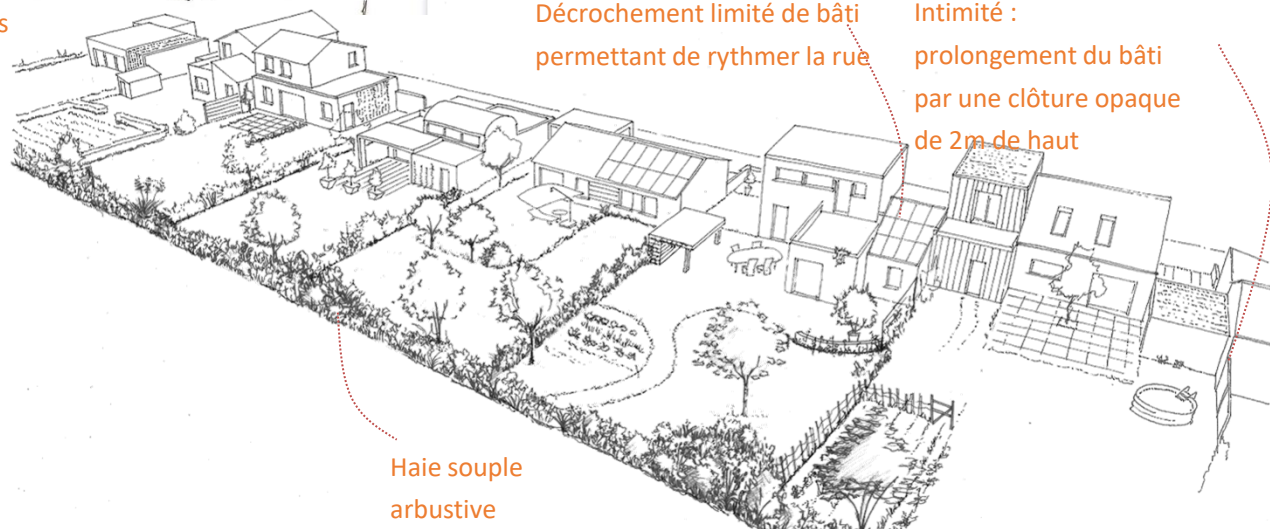 s
Décrochement limité de bâti
permettant de rythmer la rue
Intimité :
prolongement du bâti
par une clôture opaque
de 2m de haut
Haie souple
arbustive